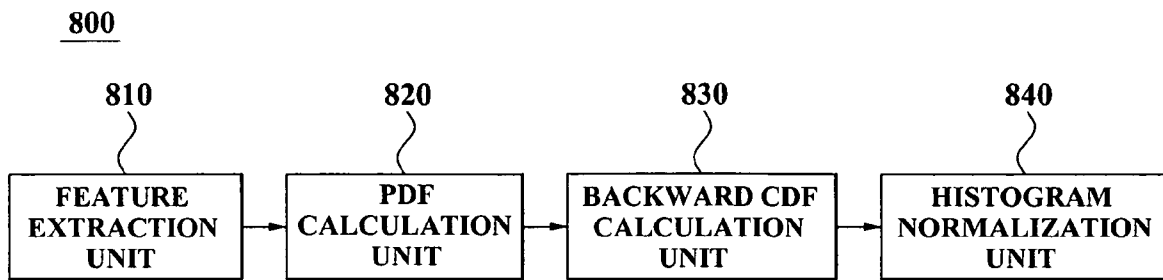 800
810
820
830
840
FEATURE
EXTRACTION
UNIT
PDF
CALCULATION
UNIT
BACKWARD CDF
CALCULATION
UNIT
HISTOGRAM
NORMALIZATION
UNIT